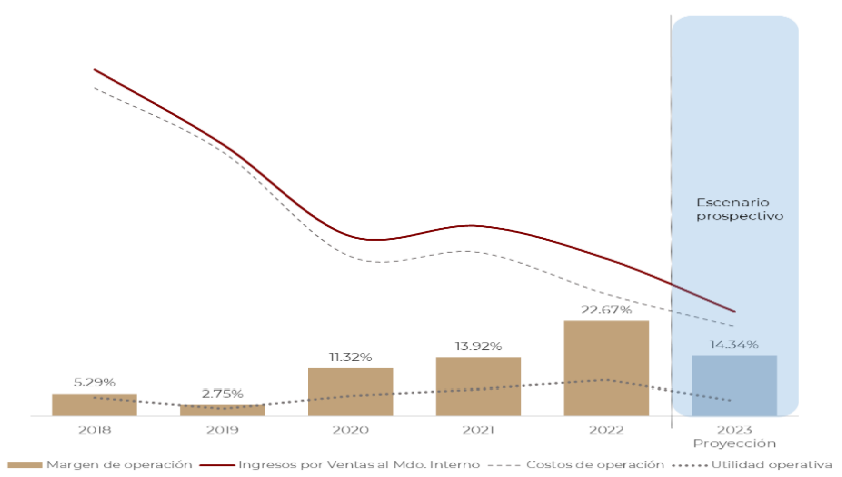 Escenario
prospectivo
22.67%
14.34%
13.92%
11.32%
5.29%
2.75%
2018 2019 2020 2021 2022 2023
Proyección
Margen de operación Ingresos por Ventas al Mdo. Interno Costos de operación Utilidad operativa